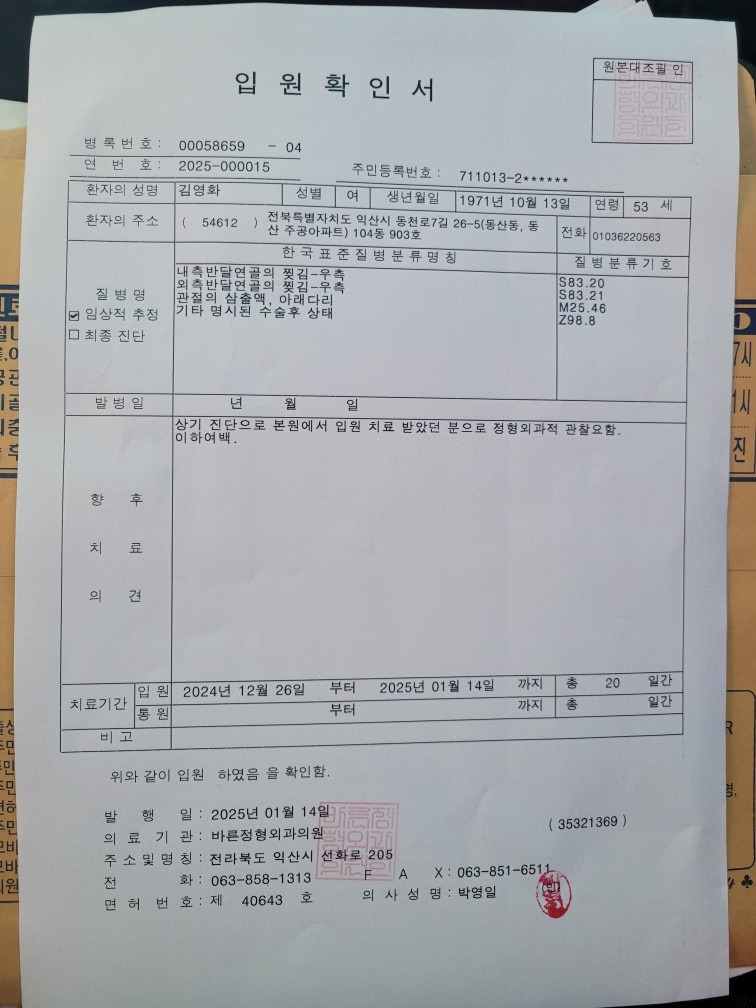 입 원 확 인 서
원본대조필 인
병 록 번 호 : 00058659 - 04
연 번 호 : 2025-000015
주민등록번호 : 711013-2******
환자의 성명 김영화 성별 여 생년월일 1971년 10월 13일 연령 53 세
환자의 주소 ( 54612 ) 전북특별자치도 익산시 동천로7길 26-5(동산동, 동
산 주공아파트) 104동 903호
전화 01036220563
한 국 표 준 질 병 분 류 명 칭 질 병 분 류 기 호
질 병 명
☑ 임상적 추정
☐ 최종 진단
내측반달연골의 찢김-우측 S83.20
외측반달연골의 찢김-우측 S83.21
관절의 삼출액, 아래다리 M25.46
기타 명시된 수술후 상태 Z98.8
발 병 일 년 월 일
향 후
치 료
의 견
상기 진단으로 본원에서 입원 치료 받았던 분으로 정형외과적 관찰요함.
이하여백.
치료기간 입 원 2024년 12월 26일 부터 2025년 01월 14일 까지 총 20 일간
통 원 부터 까지 총 일간
비 고
위와 같이 입원 하였음 을 확인함.
발 행 일 : 2025년 01월 14일
( 35321369 )
의 료 기 관 : 바른정형외과의원
주 소 및 명 칭 : 전라북도 익산시 선화로 205
전 화 : 063-858-1313 F A X : 063-851-6511
면 허 번 호 : 제 40643 호 의 사 성 명 : 박영일
(인)